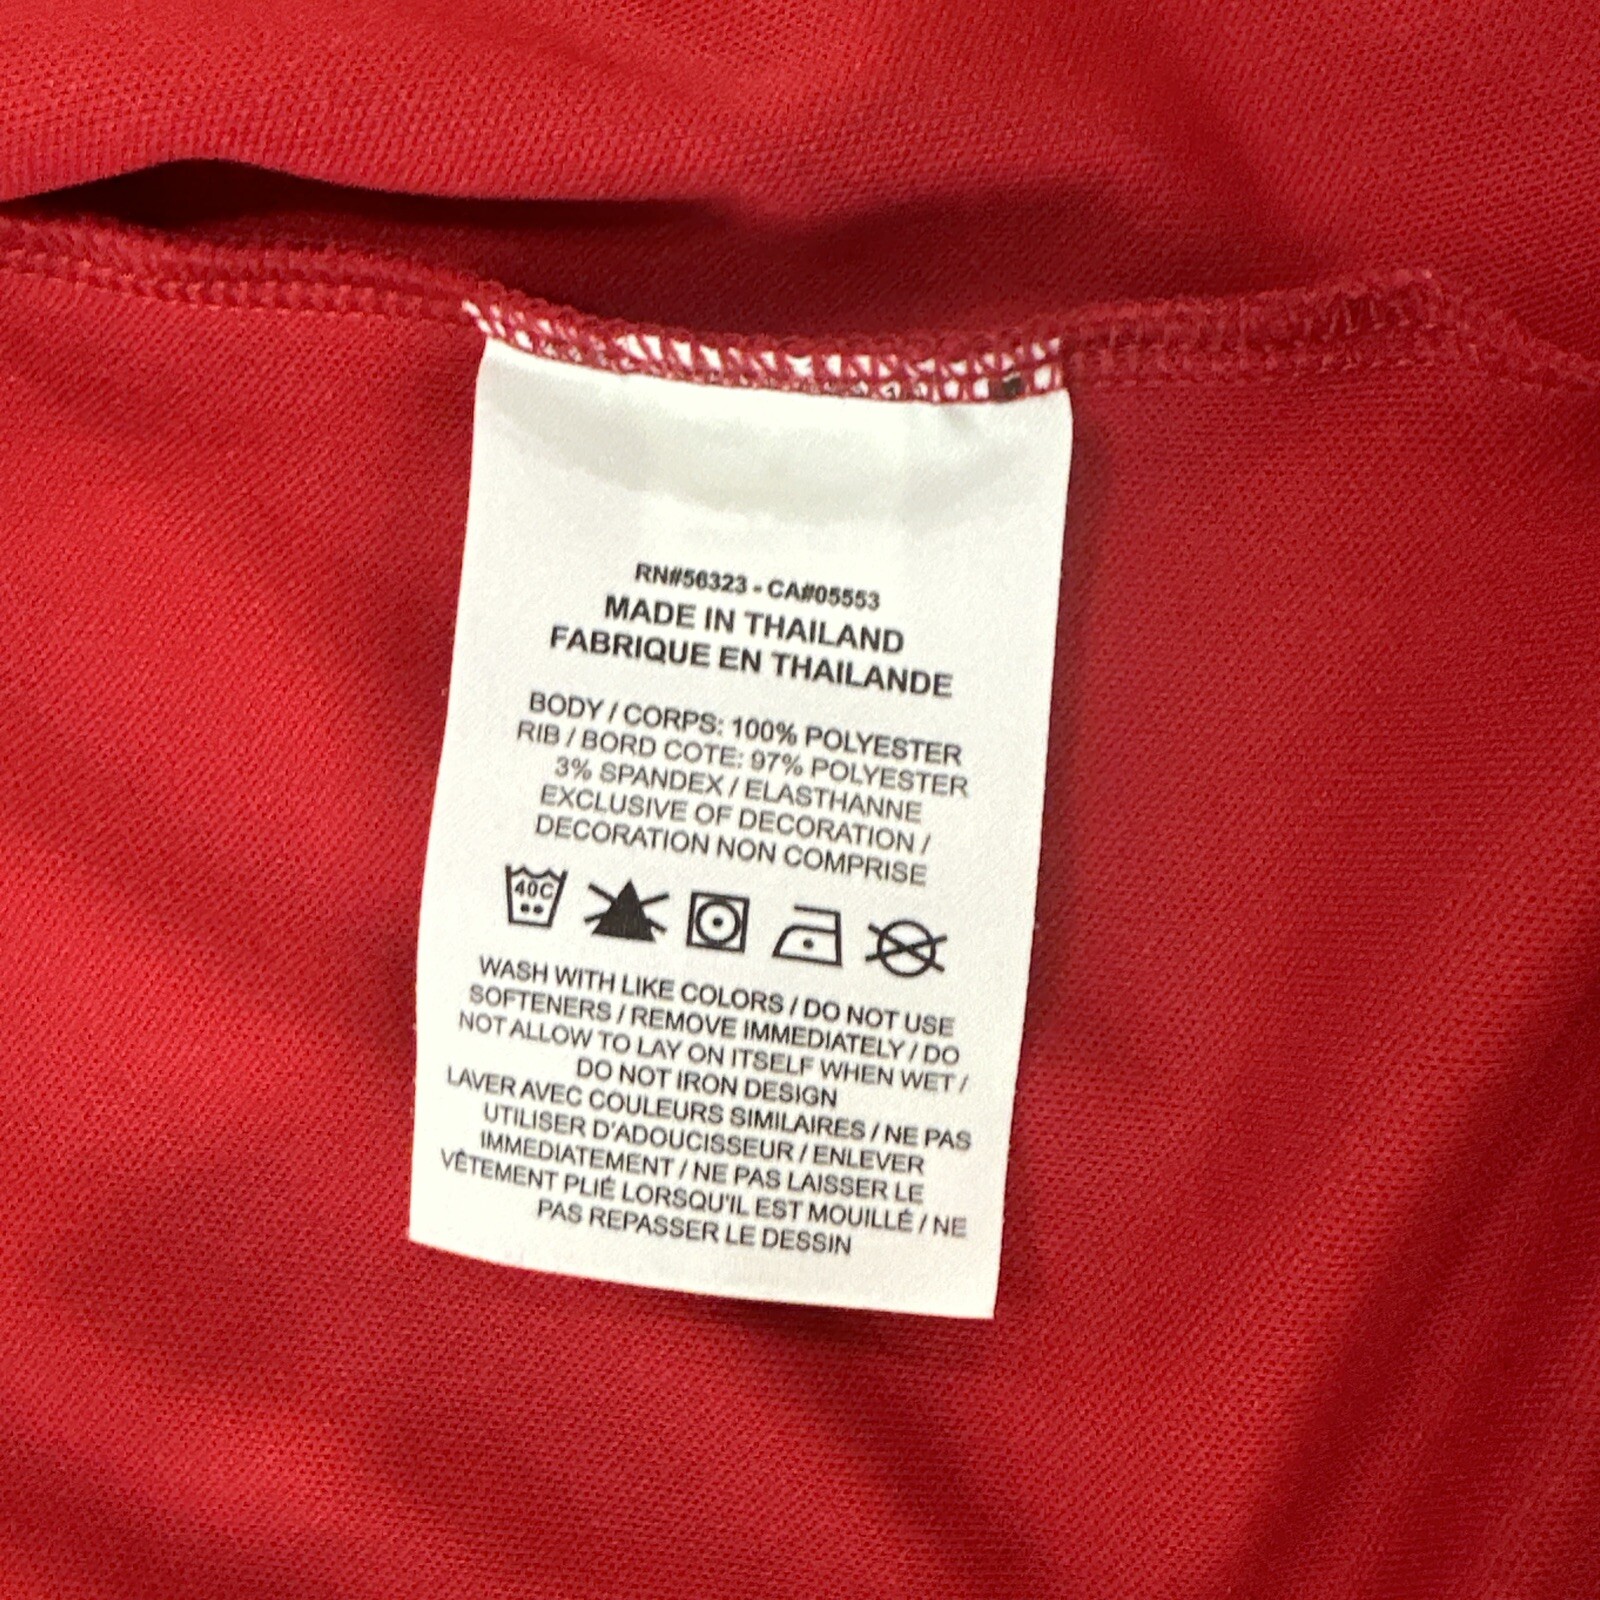 RN#56323 - CA#05553
MADE IN THAILAND
FABRIQUE EN THAILANDE
BODY / CORPS: 100% POLYESTER
RIB / BORD COTE: 97% POLYESTER
3% SPANDEX / ELASTHANNE
EXCLUSIVE OF DECORATION /
DECORATION NON COMPRISE
40C
WASH WITH LIKE COLORS / DO NOT USE
SOFTENERS / REMOVE IMMEDIATELY / DO
NOT ALLOW TO LAY ON ITSELF WHEN WET /
DO NOT IRON DESIGN
LAVER AVEC COULEURS SIMILAIRES / NE PAS
UTILISER D'ADOUCISSEUR / ENLEVER
IMMEDIATEMENT / NE PAS LAISSER LE
VÊTEMENT PLIÉ LORSQU'IL EST MOUILLÉ / NE
PAS REPASSER LE DESSIN